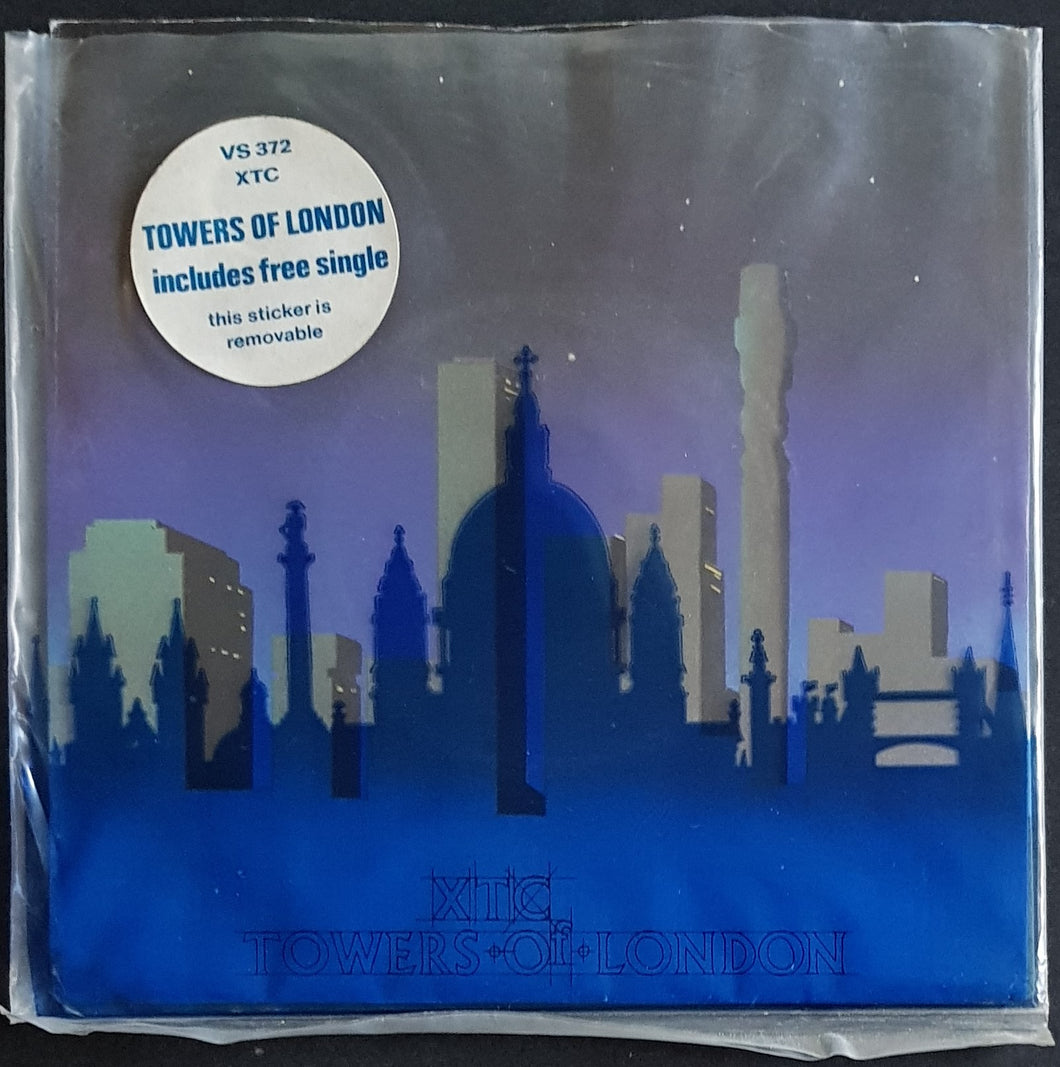 VS 372
XTC
TOWERS OF LONDON
includes free single
this sticker is
removable
XTC
TOWERS Of LONDON